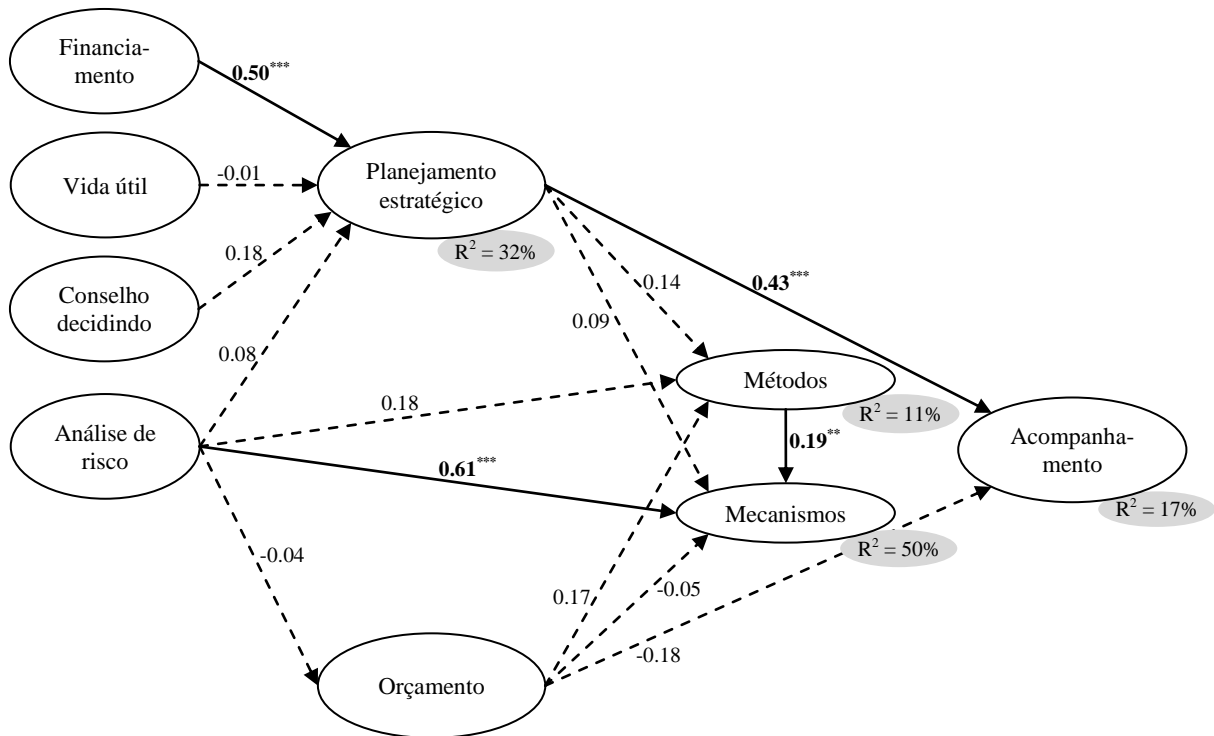 Financia-
mento
0.50***
Vida útil
-0.01
Planejamento
estratégico
R² = 32%
Conselho
decidindo
0.18
0.08
0.14
0.43***
0.09
Análise de
risco
0.18
Métodos
R² = 11%
0.61***
0.19**
Acompanha-
mento
R² = 17%
Mecanismos
R² = 50%
-0.04
0.17
-0.05
-0.18
Orçamento